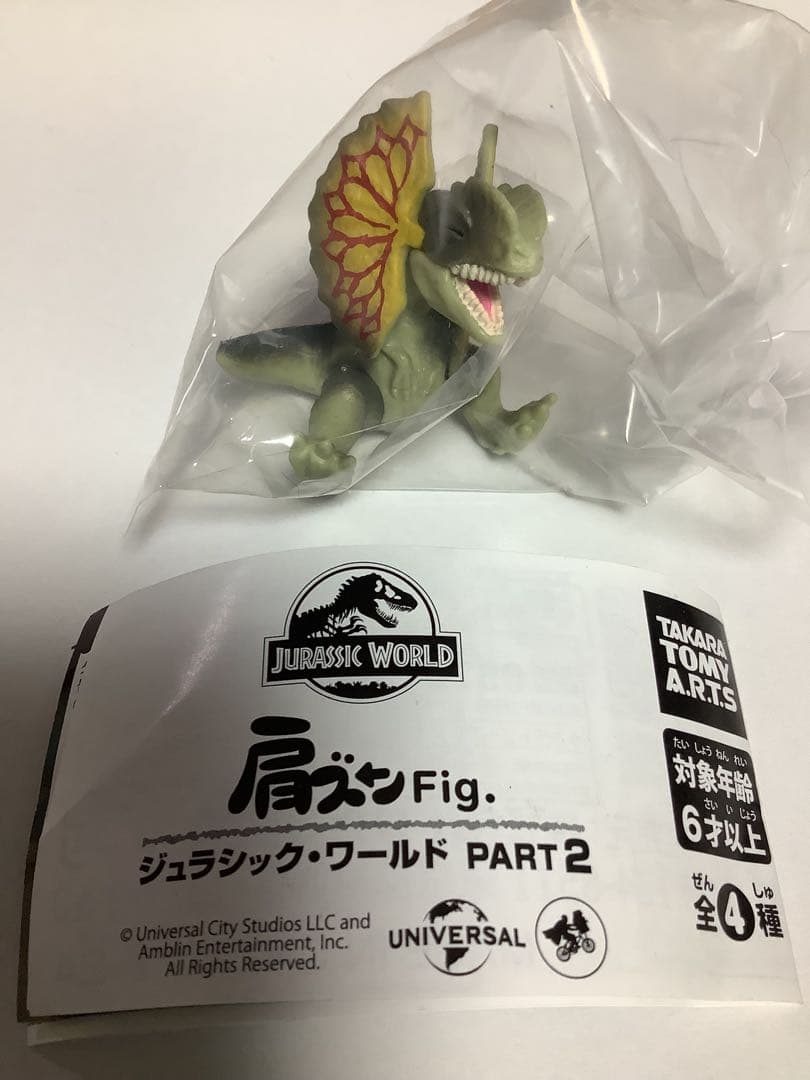 JURASSIC WORLD
肩ズンFig.
ジュラシック・ワールド PART2
© Universal City Studios LLC and
Amblin Entertainment, Inc.
All Rights Reserved.
UNIVERSAL
TAKARA
TOMY
A.R.T.S
たい しょう ねん れい
対象年齢
さい い じょう
6才以上
ぜん しゅ
全4種